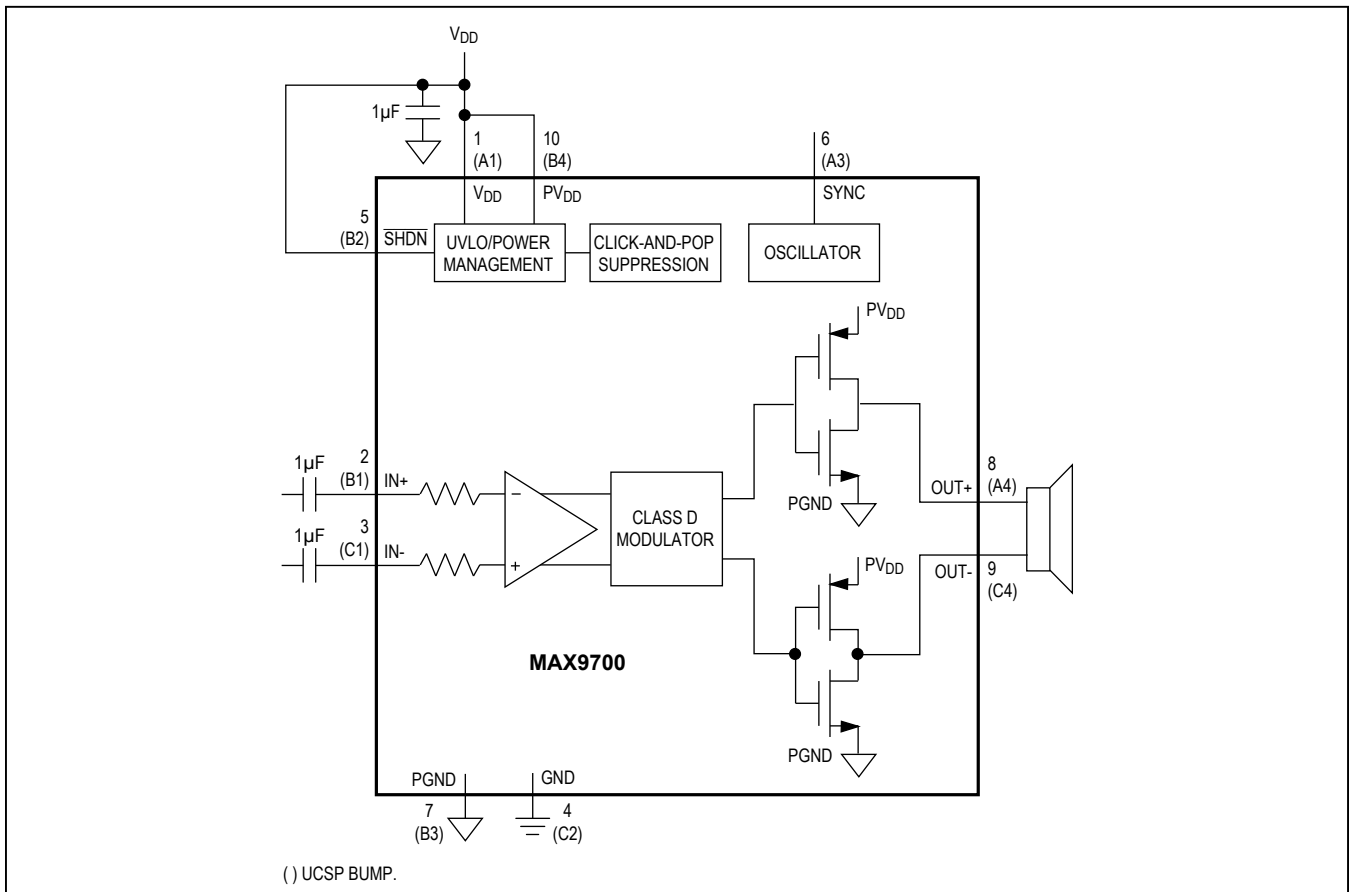 VDD
1µF
1
(A1)
10
(B4)
6
(A3)
VDD
PVDD
SYNC
5
(B2)
SHDN
UVLO/POWER
MANAGEMENT
CLICK-AND-POP
SUPPRESSION
OSCILLATOR
PVDD
1µF
2
(B1)
IN+
−
CLASS D
MODULATOR
PGND
OUT+
8
(A4)
1µF
3
(C1)
IN-
+
PVDD
OUT-
9
(C4)
MAX9700
PGND
PGND
GND
7
(B3)
4
(C2)
( ) UCSP BUMP.